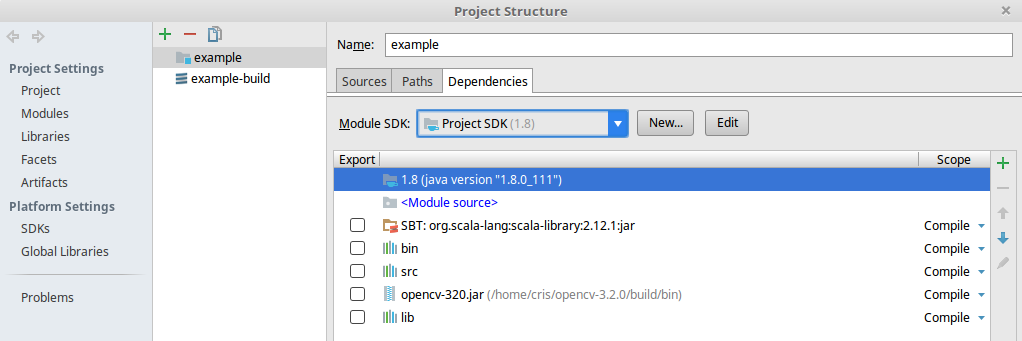 Project Structure
Project Settings
Project
Modules
Libraries
Facets
Artifacts
Platform Settings
SDKs
Global Libraries
Problems
example
example-build
Name: example
Sources Paths Dependencies
Module SDK: Project SDK (1.8) New... Edit
Export Scope
1.8 (java version "1.8.0_111")
<Module source>
SBT: org.scala-lang:scala-library:2.12.1:jar Compile
bin Compile
src Compile
opencv-320.jar (/home/cris/opencv-3.2.0/build/bin) Compile
lib Compile